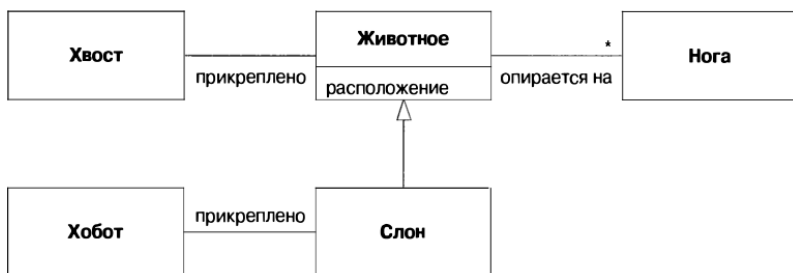 Хвост
прикреплено
Животное
расположение
*
опирается на
Нога
Хобот
прикреплено
Слон